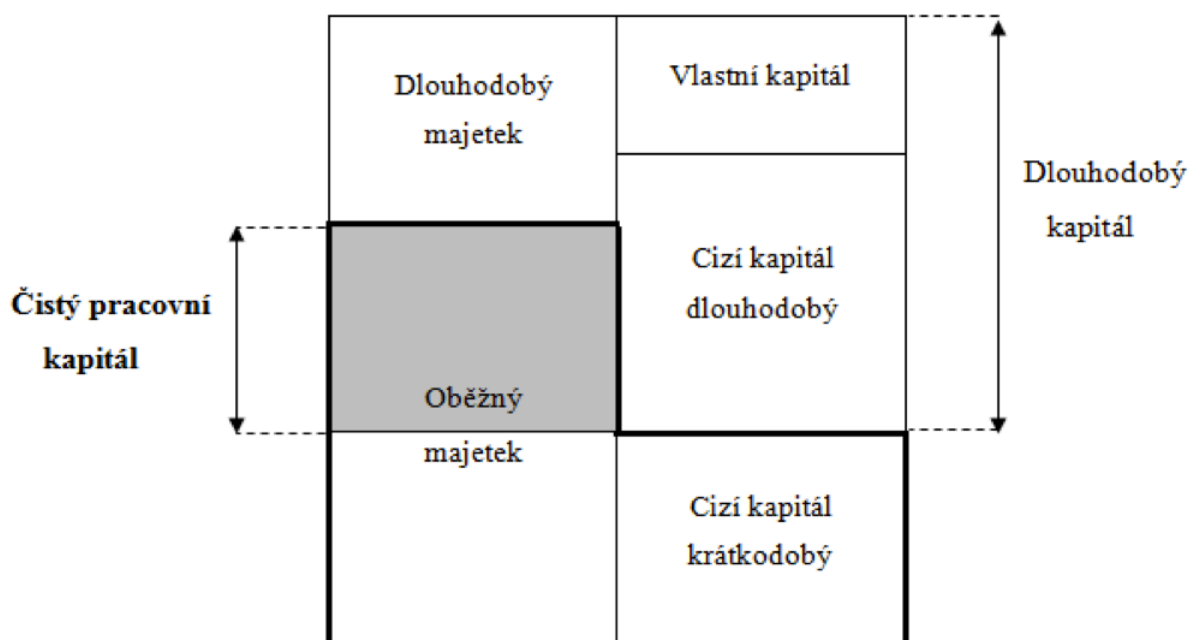 Dlouhodobý
majetek
Vlastní kapitál
Dlouhodobý
kapitál
Cizí kapitál
dlouhodobý
Čistý pracovní
kapitál
Oběžný
majetek
Cizí kapitál
krátkodobý